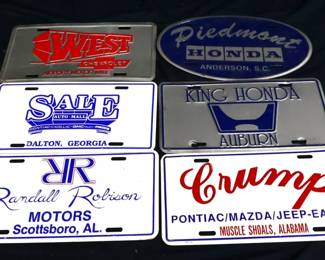 WEST
CHEVROLET
Piedmont
HONDA
ANDERSON, S.C.
SALE
AUTO MALL
DALTON, GEORGIA
KING HONDA
AUBURN
RR
Randall Robison
MOTORS
Scottsboro, AL.
Crump
PONTIAC/MAZDA/JEEP-EA
MUSCLE SHOALS, ALABAMA